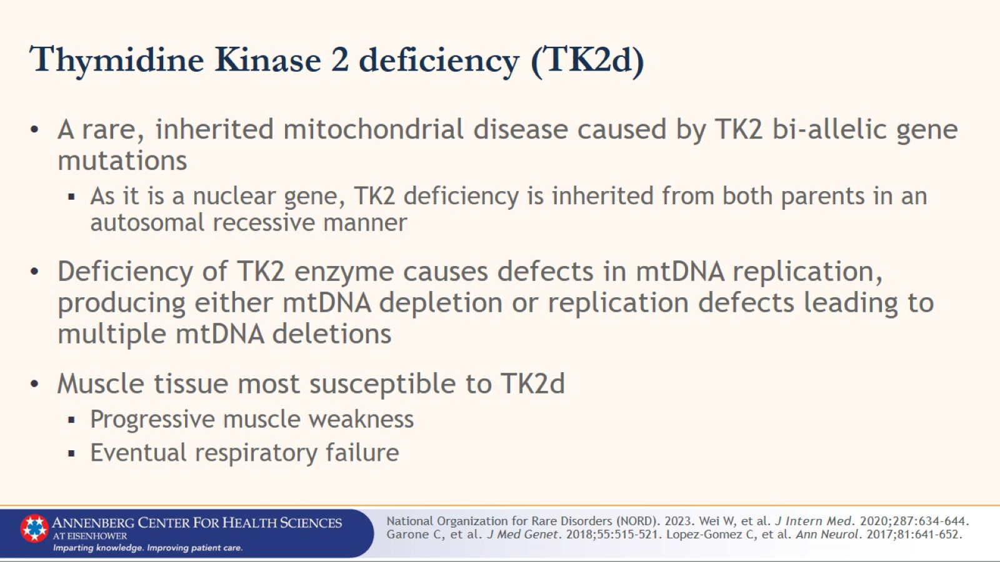 Thymidine Kinase 2 deficiency (TK2d)
• A rare, inherited mitochondrial disease caused by TK2 bi-allelic gene
mutations
▪ As it is a nuclear gene, TK2 deficiency is inherited from both parents in an
autosomal recessive manner
• Deficiency of TK2 enzyme causes defects in mtDNA replication,
producing either mtDNA depletion or replication defects leading to
multiple mtDNA deletions
• Muscle tissue most susceptible to TK2d
▪ Progressive muscle weakness
▪ Eventual respiratory failure
ANNENBERG CENTER FOR HEALTH SCIENCES
AT EISENHOWER
Imparting knowledge. Improving patient care.
National Organization for Rare Disorders (NORD). 2023. Wei W, et al. J Intern Med. 2020;287:634-644.
Garone C, et al. J Med Genet. 2018;55:515-521. Lopez-Gomez C, et al. Ann Neurol. 2017;81:641-652.